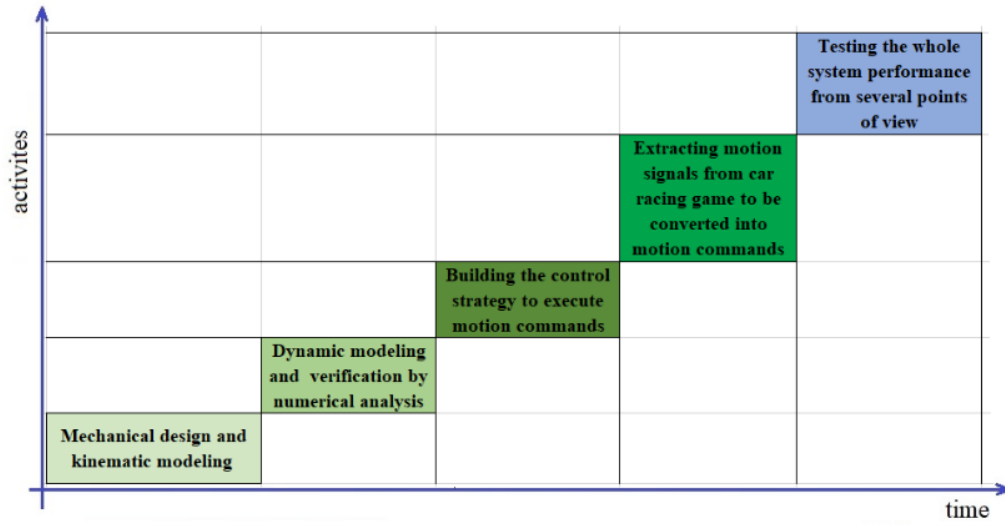 Testing the whole
system performance
from several points
of view
activites
Extracting motion
signals from car
racing game to be
converted into
motion commands
Building the control
strategy to execute
motion commands
Dynamic modeling
and verification by
numerical analysis
Mechanical design and
kinematic modeling
time